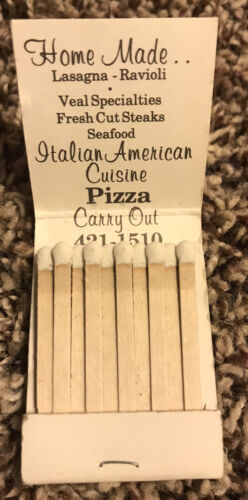 Home Made . .
Lasagna - Ravioli
•
Veal Specialties
Fresh Cut Steaks
Seafood
Italian American
Cuisine
Pizza
Carry Out
421-1510